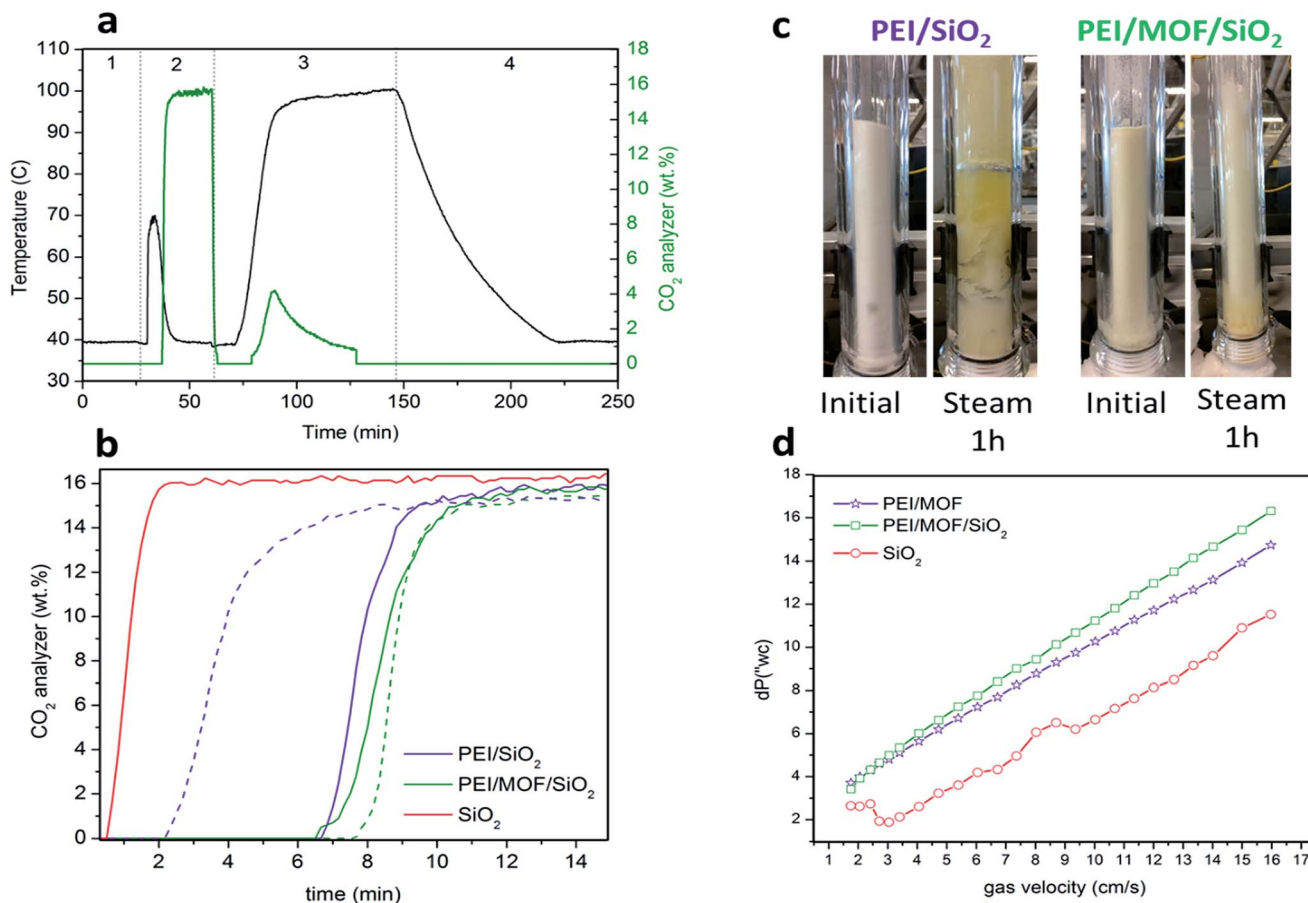 a
1 2 3 4
Temperature (C)
100
90
80
70
60
50
40
30
18
16
14
12
10
8
6
4
2
0
CO₂ analyzer (wt.%)
0 50 100 150 200 250
Time (min)
b
CO₂ analyzer (wt.%)
16
14
12
10
8
6
4
2
0
PEI/SiO₂
PEI/MOF/SiO₂
SiO₂
2 4 6 8 10 12 14
time (min)
c
PEI/SiO₂ PEI/MOF/SiO₂
Initial Steam Initial Steam
1h 1h
d
dP("wc)
18
16
14
12
10
8
6
4
2
PEI/MOF
PEI/MOF/SiO₂
SiO₂
1 2 3 4 5 6 7 8 9 10 11 12 13 14 15 16 17
gas velocity (cm/s)